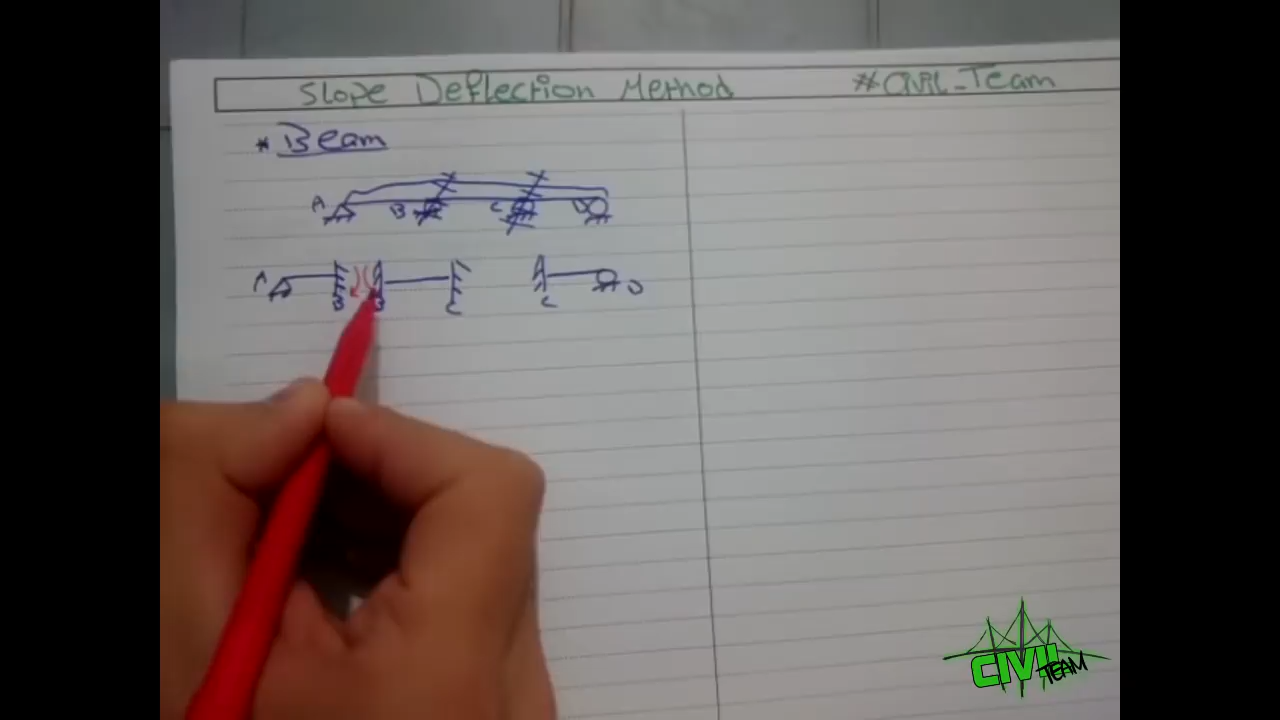 Slope Deflection Method #Civil_Team
* Beam
A B C D
A B B C C D
CIVIL TEAM